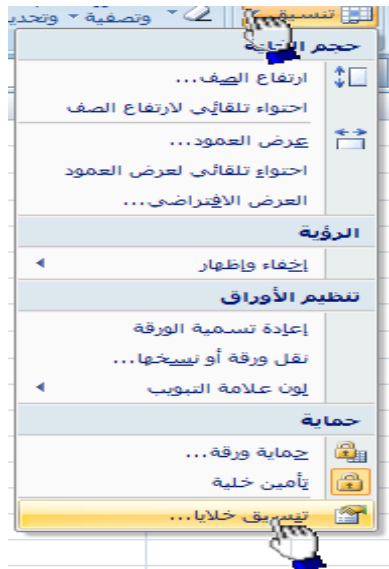 تنسيق
وتصفية وتحديد
حجم الخلية
ارتفاع الصف...
احتواء تلقائي لارتفاع الصف
عرض العمود...
احتواء تلقائي لعرض العمود
العرض الافتراضي...
الرؤية
إخفاء وإظهار
تنظيم الأوراق
إعادة تسمية الورقة
نقل ورقة أو نسخها...
لون علامة التبويب
حماية
حماية ورقة...
تأمين خلية
تنسيق خلايا...